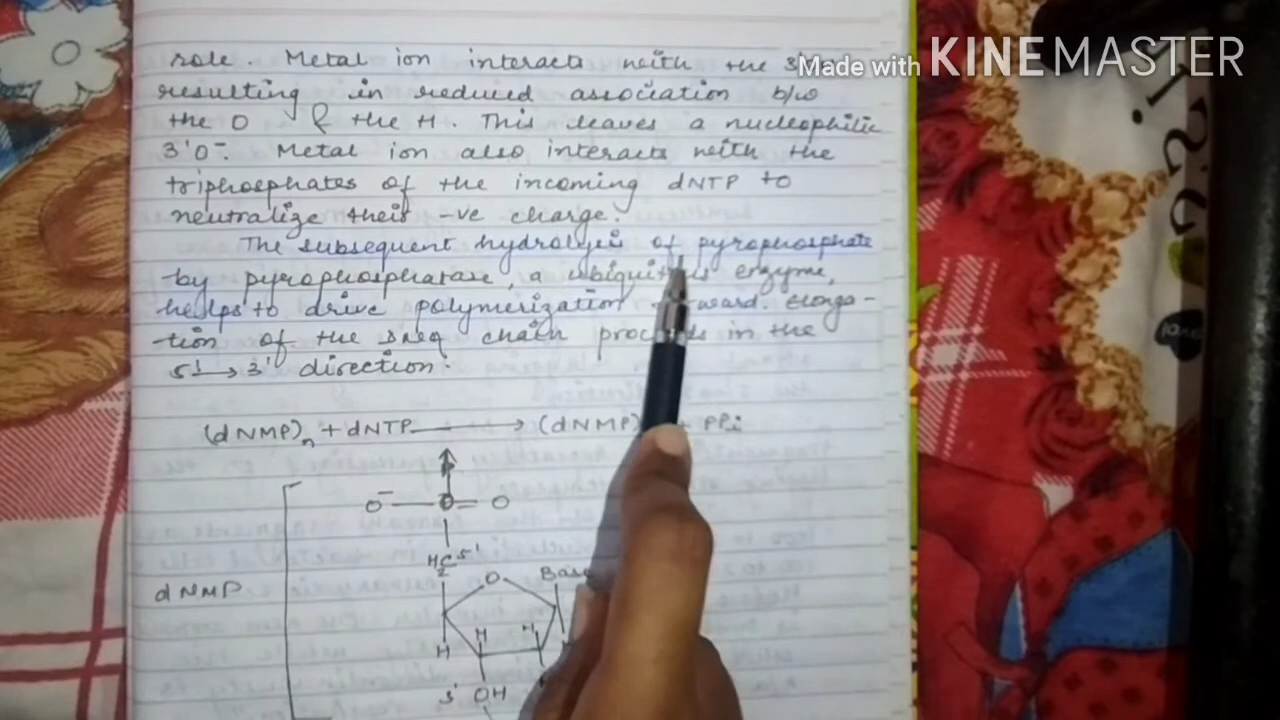 Made with KINEMASTER
role. Metal ion interacts with the 3'
resulting in reduced association b/w
the O & the H. This leaves a nucleophilic
3'O⁻. Metal ion also interacts with the
triphosphates of the incoming dNTP to
neutralize their -ve charge.
The subsequent hydrolysis of pyrophosphate
by pyrophosphatase, a ubiquitous enzyme,
helps to drive polymerization forward. Elonga-
tion of the DNA chain proceeds in the
5' → 3' direction.
(dNMP)n + dNTP → (dNMP) + PPi
O⁻ — — O
H2C 5'
O Base
dNMP
H H
H
3' OH